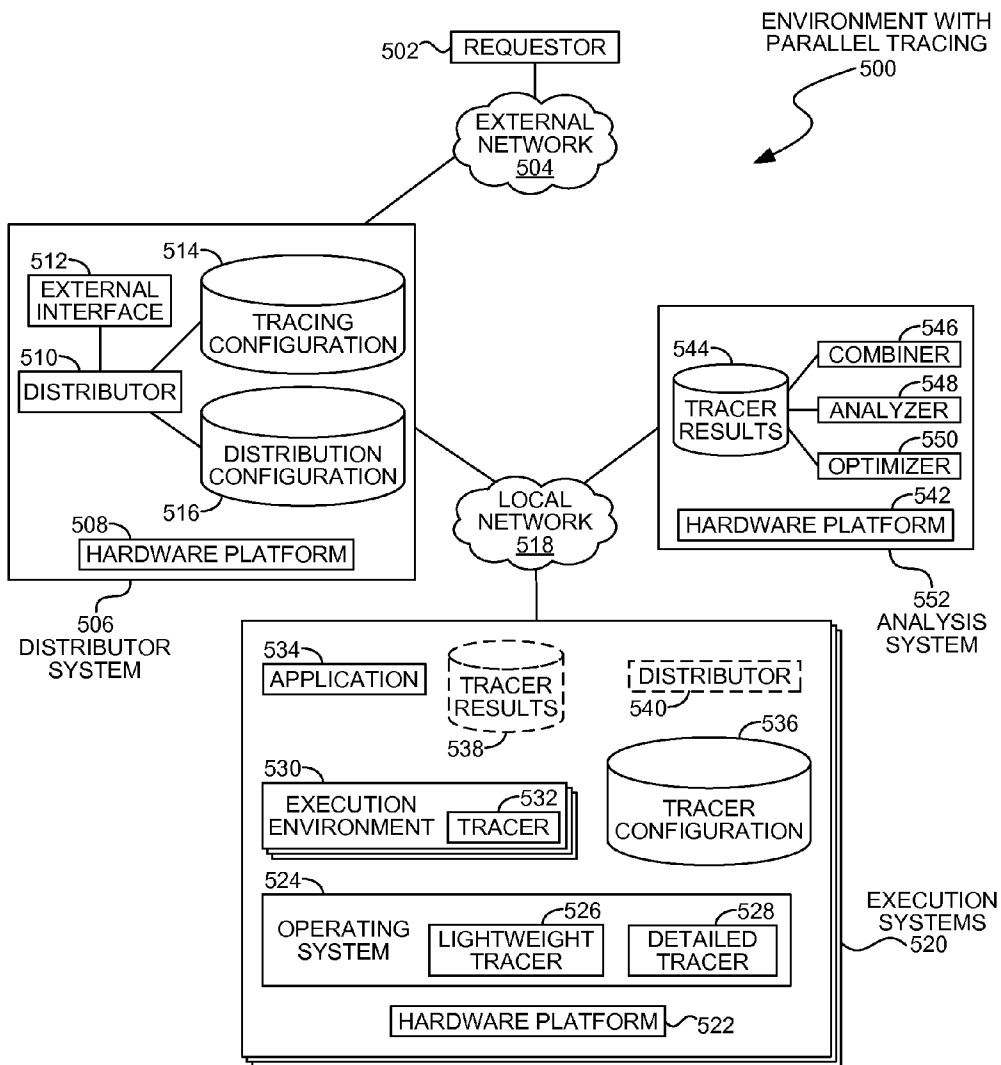 ENVIRONMENT WITH
PARALLEL TRACING
500
502
REQUESTOR
EXTERNAL
NETWORK
504
512
EXTERNAL
INTERFACE
510
DISTRIBUTOR
514
TRACING
CONFIGURATION
DISTRIBUTION
CONFIGURATION
516
508
HARDWARE PLATFORM
506
DISTRIBUTOR
SYSTEM
LOCAL
NETWORK
518
544
TRACER
RESULTS
546
COMBINER
548
ANALYZER
550
OPTIMIZER
542
HARDWARE PLATFORM
552
ANALYSIS
SYSTEM
534
APPLICATION
TRACER
RESULTS
538
DISTRIBUTOR
540
536
TRACER
CONFIGURATION
530
EXECUTION
ENVIRONMENT
532
TRACER
524
OPERATING
SYSTEM
526
LIGHTWEIGHT
TRACER
528
DETAILED
TRACER
HARDWARE PLATFORM
522
EXECUTION
SYSTEMS
520